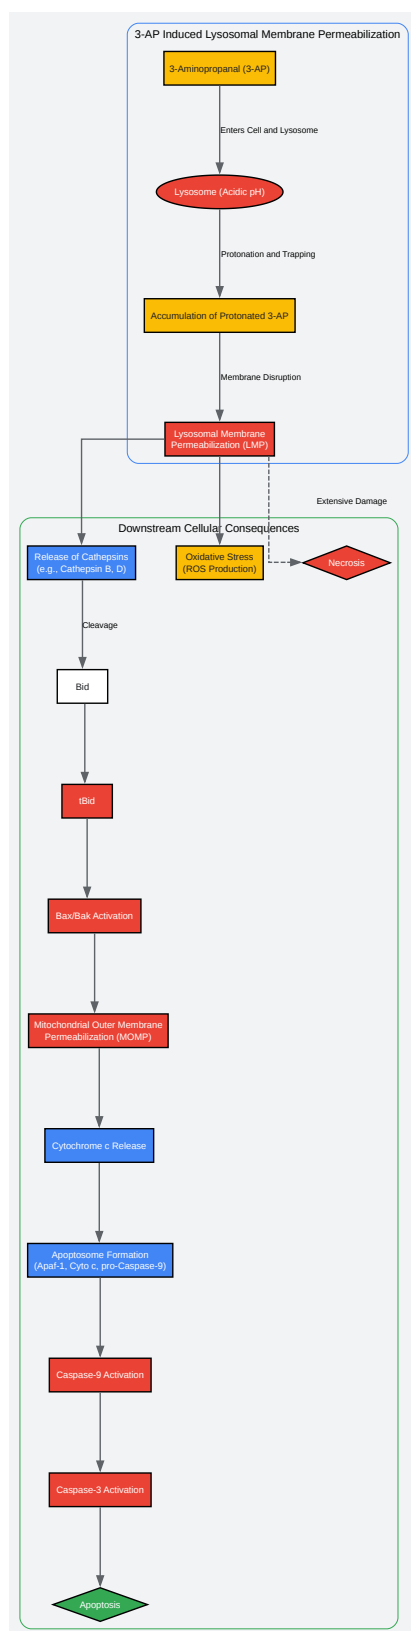 3-AP Induced Lysosomal Membrane Permeabilization
3-Aminopropanal (3-AP)
Enters Cell and Lysosome
Lysosome (Acidic pH)
Protonation and Trapping
Accumulation of Protonated 3-AP
Membrane Disruption
Lysosomal Membrane
Permeabilization (LMP)
Extensive Damage
Downstream Cellular Consequences
Release of Cathepsins
(e.g., Cathepsin B, D)
Oxidative Stress
(ROS Production)
Necrosis
Cleavage
Bid
tBid
Bax/Bak Activation
Mitochondrial Outer Membrane
Permeabilization (MOMP)
Cytochrome c Release
Apoptosome Formation
(Apaf-1, Cyto c, pro-Caspase-9)
Caspase-9 Activation
Caspase-3 Activation
Apoptosis